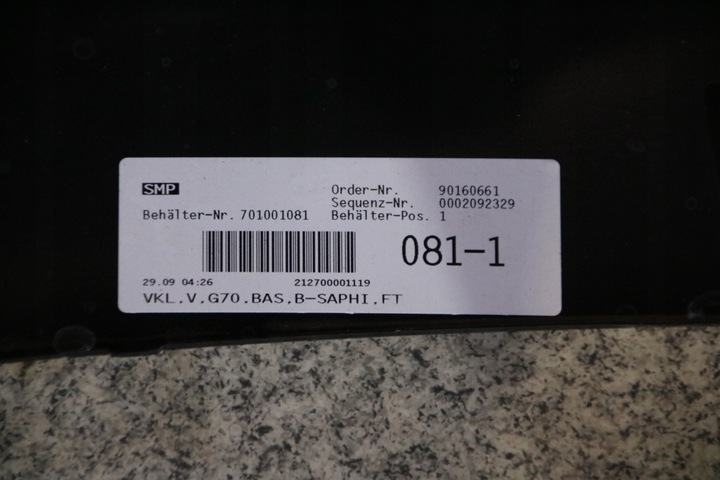 SMP
Order-Nr. 90160661
Sequenz-Nr. 0002092329
Behälter-Nr. 701001081 Behälter-Pos. 1
081-1
29.09 04:26 212700001119
VKL.V.G70.BAS.B-SAPHI.FT